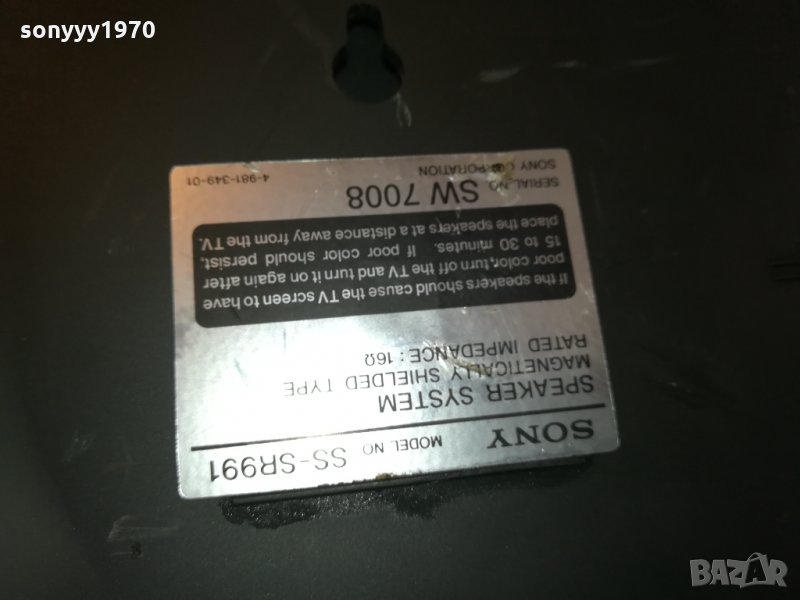 sonyyy1970
SONY MODEL NO. SS-SR991
SPEAKER SYSTEM
MAGNETICALLY SHIELDED TYPE
RATED IMPEDANCE : 16Ω
If the speakers should cause the TV screen to have
poor color, turn off the TV and turn it on again after
15 to 30 minutes. If poor color should persist,
place the speakers at a distance away from the TV.
SERIAL NO. SW 7008
SONY CORPORATION 4-981-349-01
BAZAR